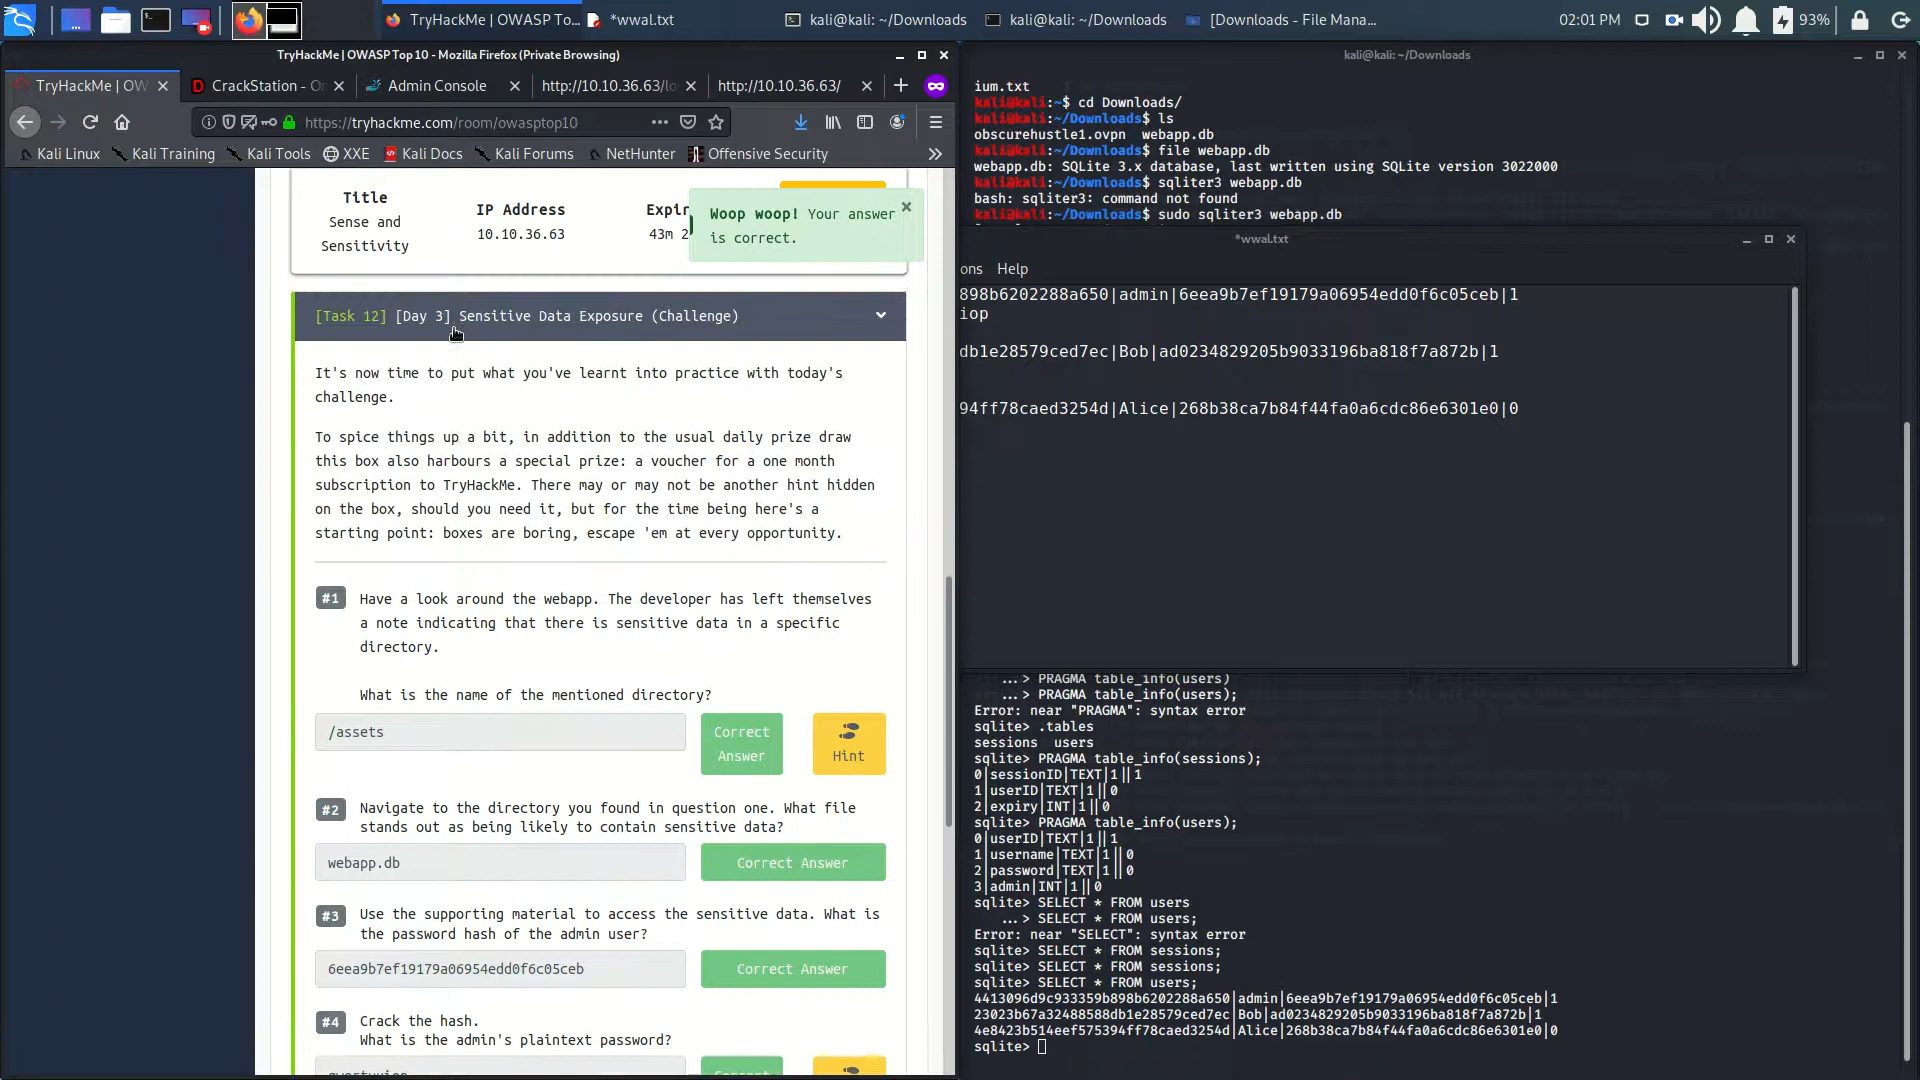 TryHackMe | OWASP To...
*wwal.txt
kali@kali: ~/Downloads
kali@kali: ~/Downloads
[Downloads - File Mana...
02:01 PM
93%
TryHackMe | OWASP Top 10 - Mozilla Firefox (Private Browsing)
TryHackMe | OW
CrackStation - O
Admin Console
http://10.10.36.63/lo
http://10.10.36.63/
https://tryhackme.com/room/owasptop10
Kali Linux
Kali Training
Kali Tools
XXE
Kali Docs
Kali Forums
NetHunter
Offensive Security
Title
IP Address
Expir
Sense and
Sensitivity
10.10.36.63
43m 2
Woop woop! Your answer
is correct.
[Task 12] [Day 3] Sensitive Data Exposure (Challenge)
It's now time to put what you've learnt into practice with today's
challenge.
To spice things up a bit, in addition to the usual daily prize draw
this box also harbours a special prize: a voucher for a one month
subscription to TryHackMe. There may or may not be another hint hidden
on the box, should you need it, but for the time being here's a
starting point: boxes are boring, escape 'em at every opportunity.
#1
Have a look around the webapp. The developer has left themselves
a note indicating that there is sensitive data in a specific
directory.
What is the name of the mentioned directory?
/assets
Correct
Answer
Hint
#2
Navigate to the directory you found in question one. What file
stands out as being likely to contain sensitive data?
webapp.db
Correct Answer
#3
Use the supporting material to access the sensitive data. What is
the password hash of the admin user?
6eea9b7ef19179a06954edd0f6c05ceb
Correct Answer
#4
Crack the hash.
What is the admin's plaintext password?
qwertyuiop
Correct
kali@kali: ~/Downloads
ium.txt
kali@kali:~$ cd Downloads/
kali@kali:~/Downloads$ ls
obscurehustle1.ovpn  webapp.db
kali@kali:~/Downloads$ file webapp.db
webapp.db: SQLite 3.x database, last written using SQLite version 3022000
kali@kali:~/Downloads$ sqliter3 webapp.db
bash: sqliter3: command not found
kali@kali:~/Downloads$ sudo sqliter3 webapp.db
*wwal.txt
ons
Help
898b6202288a650|admin|6eea9b7ef19179a06954edd0f6c05ceb|1
iop
db1e28579ced7ec|Bob|ad0234829205b9033196ba818f7a872b|1
94ff78caed3254d|Alice|268b38ca7b84f44fa0a6cdc86e6301e0|0
...> PRAGMA table_info(users)
...> PRAGMA table_info(users);
Error: near "PRAGMA": syntax error
sqlite> .tables
sessions  users
sqlite> PRAGMA table_info(sessions);
0|sessionID|TEXT|1||1
1|userID|TEXT|1||0
2|expiry|INT|1||0
sqlite> PRAGMA table_info(users);
0|userID|TEXT|1||1
1|username|TEXT|1||0
2|password|TEXT|1||0
3|admin|INT|1||0
sqlite> SELECT * FROM users
...> SELECT * FROM users;
Error: near "SELECT": syntax error
sqlite> SELECT * FROM sessions;
sqlite> SELECT * FROM sessions;
sqlite> SELECT * FROM users;
4413096d9c933359b898b6202288a650|admin|6eea9b7ef19179a06954edd0f6c05ceb|1
23023b67a32488588db1e28579ced7ec|Bob|ad0234829205b9033196ba818f7a872b|1
4e8423b514eef575394ff78caed3254d|Alice|268b38ca7b84f44fa0a6cdc86e6301e0|0
sqlite>